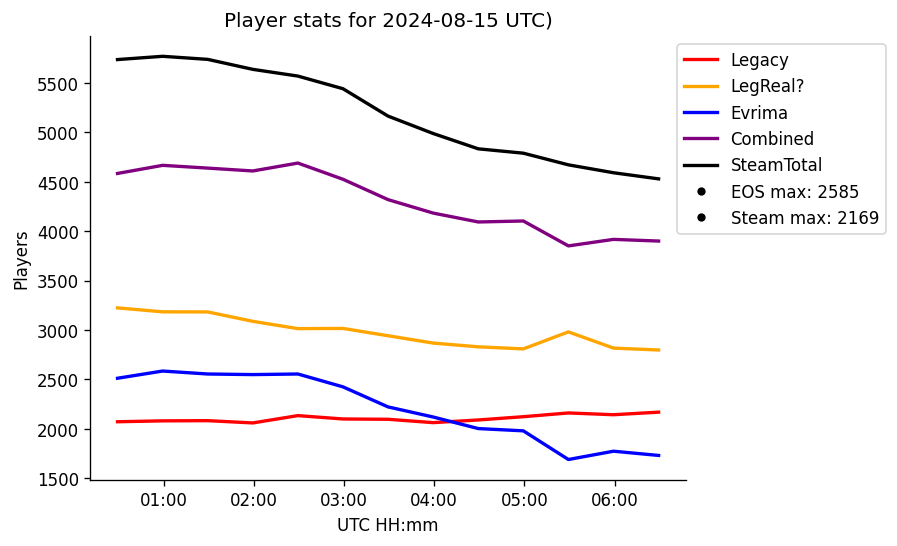 Player stats for 2024-08-15 UTC)
Legacy
LegReal?
Evrima
Combined
SteamTotal
EOS max: 2585
Steam max: 2169
Players
5500
5000
4500
4000
3500
3000
2500
2000
1500
01:00 02:00 03:00 04:00 05:00 06:00
UTC HH:mm